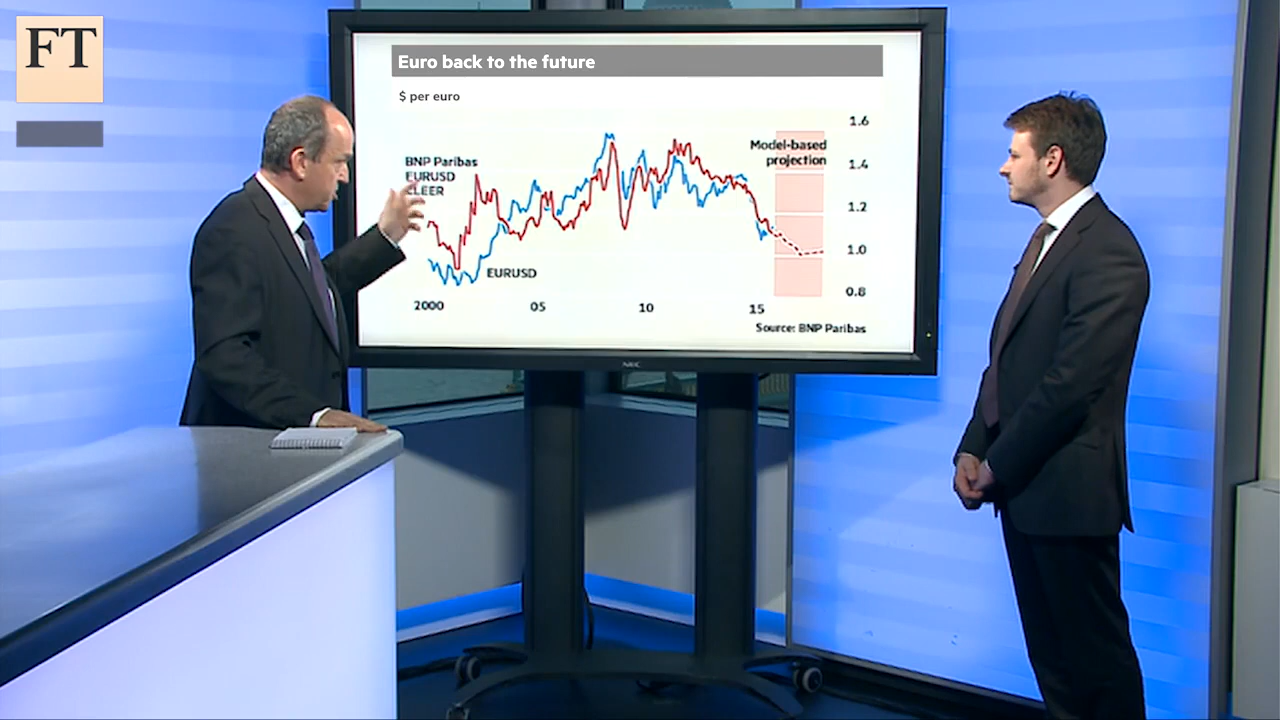 FT
Euro back to the future
$ per euro
1.6
Model-based
projection
1.4
BNP Paribas
EURUSD
CLEER
1.2
1.0
EURUSD
0.8
2000 05 10 15
Source: BNP Paribas
NEC